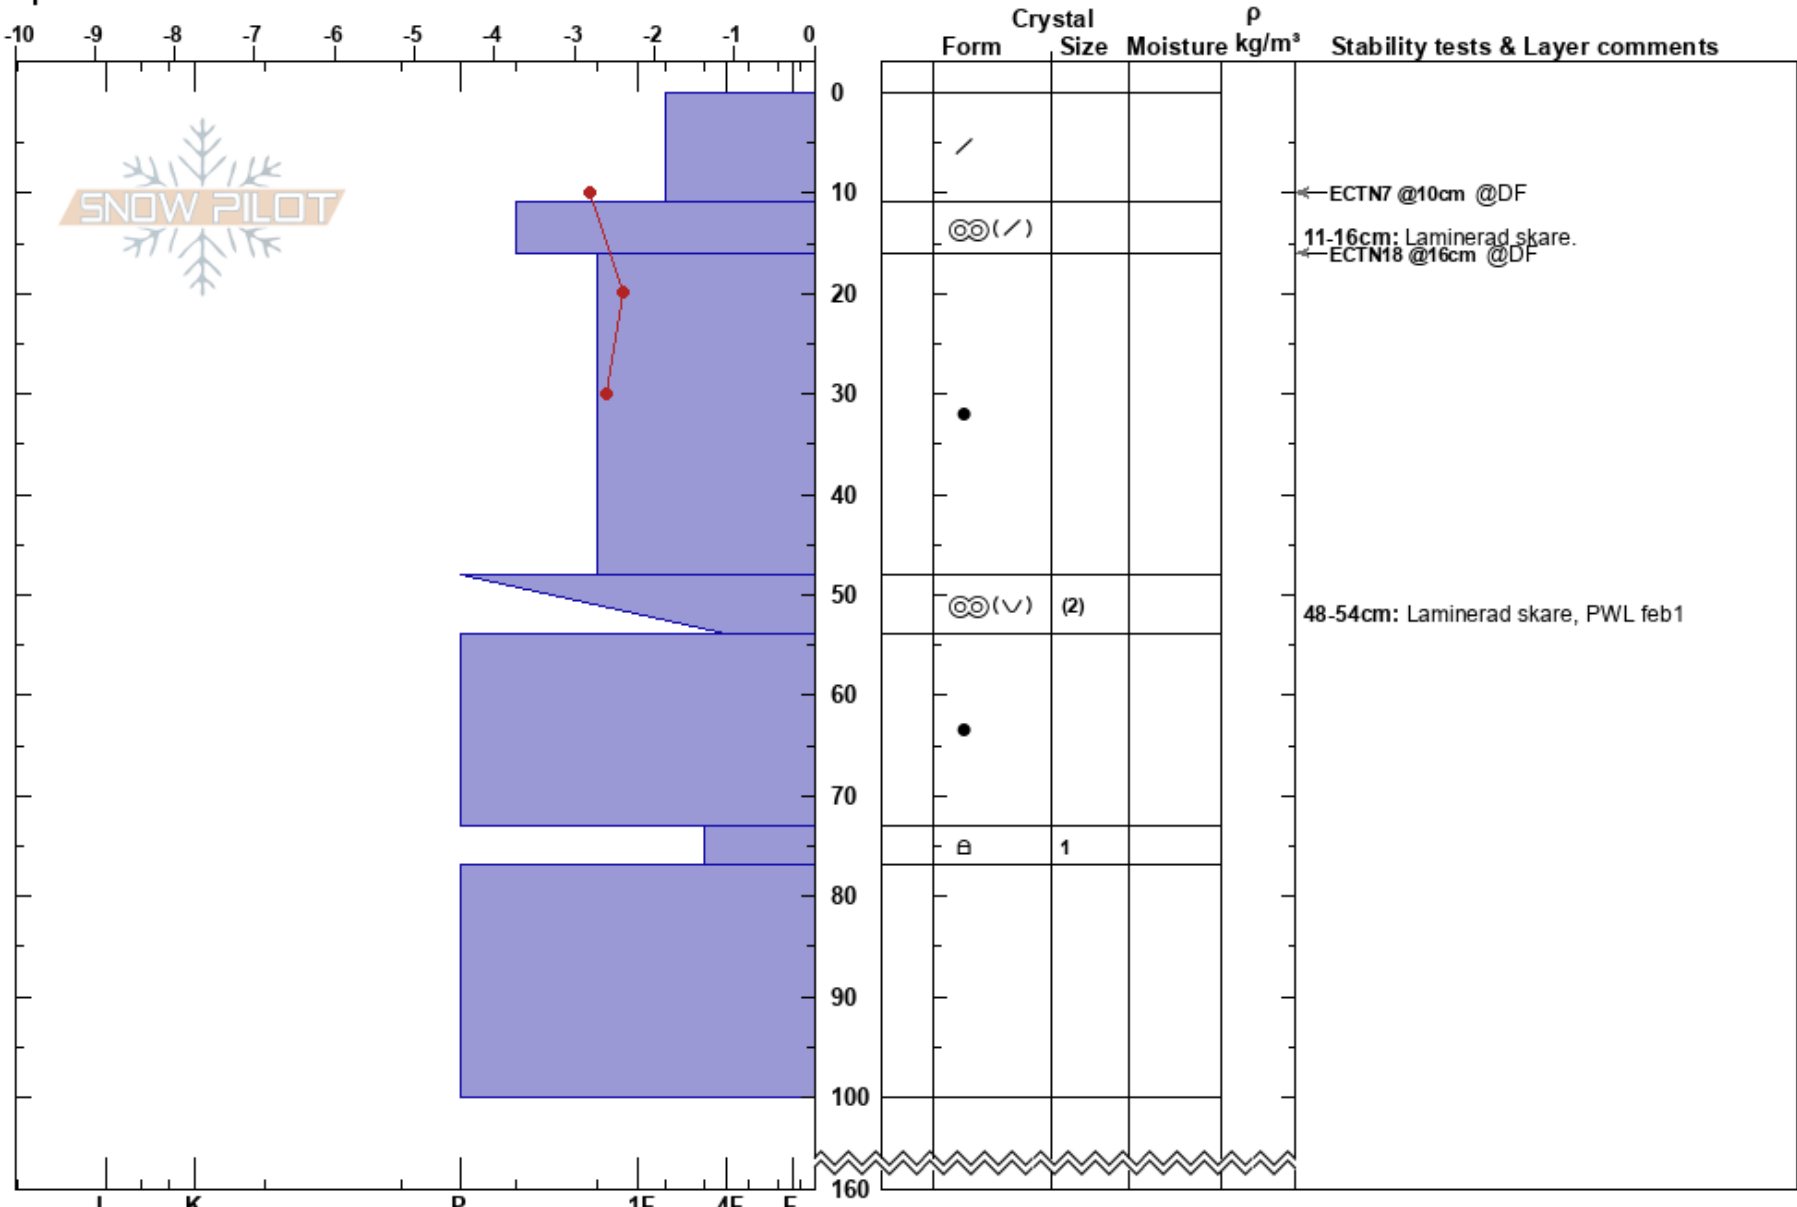 Crystal ρ
-10 -9 -8 -7 -6 -5 -4 -3 -2 -1 0 Form Size Moisture kg/m³ Stability tests & Layer comments
0
SNOW PILOT
10 ECTN7 @10cm @DF
11-16cm: Laminerad skare.
ECTN18 @16cm @DF
20
30
40
50 (2) 48-54cm: Laminerad skare, PWL feb1
60
70
1
80
90
100
160
I K P 1F 4F F